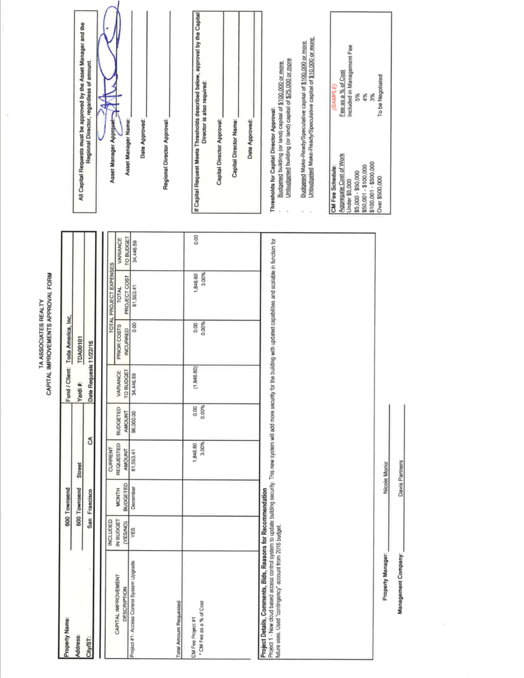 TA ASSOCIATES REALTY
CAPITAL IMPROVEMENTS APPROVAL FORM
Property Name: 600 Townsend Fund / Client: Toda America, Inc.
Address: 600 Townsend Street Yardi #: TDA00101
City/ST: San Francisco CA Date Requested: 11/22/16
TOTAL PROJECT EXPENSES
CAPITAL IMPROVEMENT DESCRIPTION
INCLUDED IN BUDGET (YES/NO)
MONTH BUDGETED
CURRENT REQUESTED AMOUNT
BUDGETED AMOUNT
VARIANCE TO BUDGET
PRIOR COSTS INCURRED
TOTAL PROJECT COST
VARIANCE TO BUDGET
Project #1- Access Control System Upgrade YES December 61,553.41 96,000.00 34,446.59 0.00 61,553.41 34,446.59
Total Amount Requested
CM Fee Project #1 1,846.60 0.00 (1,846.60) 0.00 1,846.60 0.00
* CM Fee as a % of Cost 3.00% 0.00% 0.00% 3.00%
Project Details, Comments, Bids, Reasons for Recommendation
Project 1 - New cloud based access control system to update building security. This new system will add more security for the building with updated capabilities and scalable in function for
future uses. Used "contingency" account from 2016 budget.
Property Manager: Nicole Moniz
Management Company: Davis Partners
All Capital Requests must be approved by the Asset Manager and the
Regional Director, regardless of amount.
Asset Manager Approval:
Asset Manager Name:
Date Approved:
Regional Director Approval:
If Capital Request Meets Thresholds described below, approval by the Capital
Director is also required.
Capital Director Approval:
Capital Director Name:
Date Approved:
Thresholds for Capital Director Approval:
- Budgeted building (or land) capital of $100,000 or more
- Unbudgeted building (or land) capital of $25,000 or more
- Budgeted Make-Ready/Speculative capital of $100,000 or more
- Unbudgeted Make-Ready/Speculative capital of $10,000 or more
CM Fee Schedule: (SAMPLE)
Aggregate Cost of Work Fee as a % of Cost
Under $5,000 Included in Management Fee
$5,000 - $50,000 5%
$50,001 - $100,000 4%
$100,001 - $500,000 3%
Over $500,000 To be Negotiated